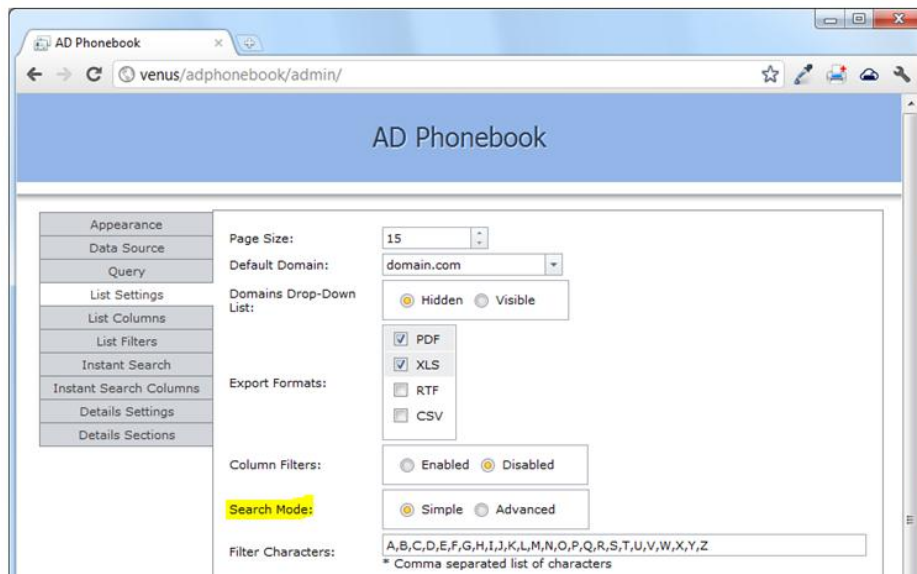 AD Phonebook
venus/adphonebook/admin/
AD Phonebook
Appearance
Data Source
Query
List Settings
List Columns
List Filters
Instant Search
Instant Search Columns
Details Settings
Details Sections
Page Size:
15
Default Domain:
domain.com
Domains Drop-Down
List:
Hidden Visible
Export Formats:
PDF
XLS
RTF
CSV
Column Filters:
Enabled Disabled
Search Mode:
Simple Advanced
Filter Characters:
A,B,C,D,E,F,G,H,I,J,K,L,M,N,O,P,Q,R,S,T,U,V,W,X,Y,Z
* Comma separated list of characters